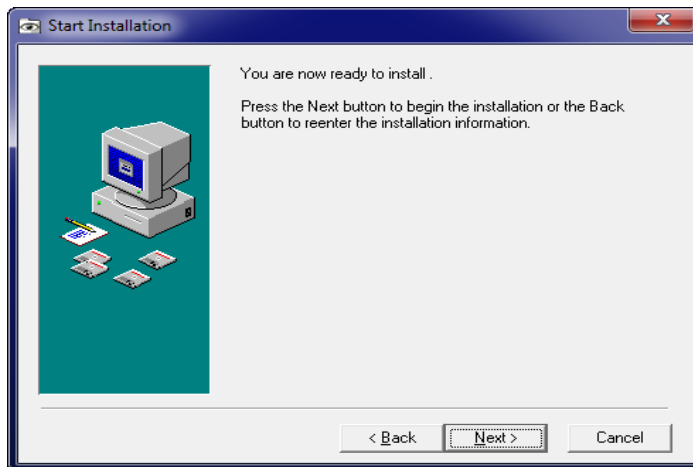 Start Installation
You are now ready to install .
Press the Next button to begin the installation or the Back
button to reenter the installation information.
< Back
Next >
Cancel